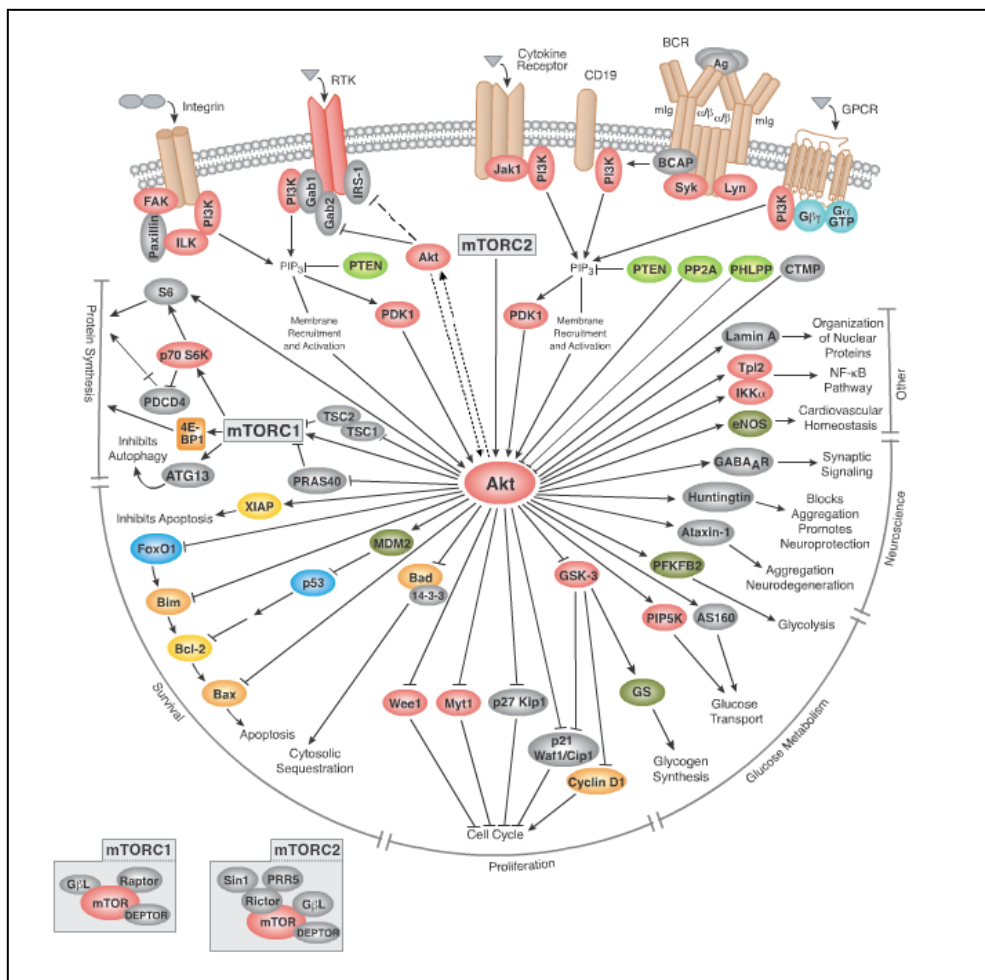 BCR
Ag
Cytokine
Receptor
RTK
CD19
Integrin
mIg
α/β
α/β
mIg
GPCR
FAK
Paxillin
ILK
PI3K
PI3K
Gab1
Gab2
IRS-1
Jak1
PI3K
PI3K
BCAP
Syk
Lyn
PI3K
Gβγ
Gα
GTP
Akt
mTORC2
PIP3
PTEN
PIP3
PTEN
PP2A
PHLPP
CTMP
PDK1
PDK1
Membrane
Recruitment
and Activation
Membrane
Recruitment
and Activation
Protein Synthesis
S6
p70 S6K
PDCD4
4E-
BP1
mTORC1
TSC2
TSC1
Inhibits
Autophagy
ATG13
PRAS40
Akt
Lamin A
Organization
of Nuclear
Proteins
Tpl2
IKKα
NF-κB
Pathway
eNOS
Cardiovascular
Homeostasis
Other
GABAAR
Synaptic
Signaling
Huntingtin
Blocks
Aggregation
Promotes
Neuroprotection
Ataxin-1
Aggregation
Neurodegeneration
Neuroscience
XIAP
Inhibits Apoptosis
FoxO1
MDM2
p53
Bim
Bcl-2
Bax
Apoptosis
Bad
14-3-3
Cytosolic
Sequestration
Survival
GSK-3
PFKFB2
PIP5K
AS160
Glycolysis
Glucose
Transport
GS
Glycogen
Synthesis
Glucose Metabolism
Wee1
Myt1
p27 Kip1
p21
Waf1/Cip1
Cyclin D1
Cell Cycle
Proliferation
mTORC1
GβL
Raptor
mTOR
DEPTOR
mTORC2
Sin1
PRR5
Rictor
GβL
mTOR
DEPTOR